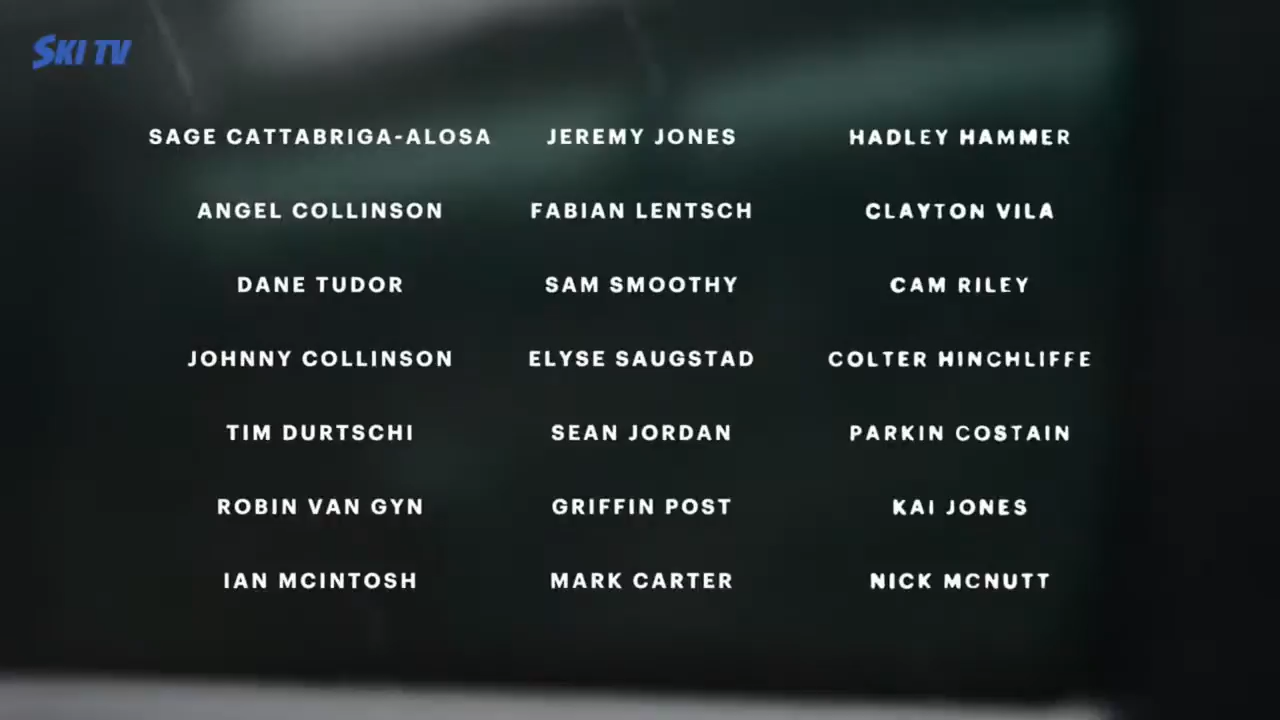 SKI TV
SAGE CATTABRIGA-ALOSA JEREMY JONES HADLEY HAMMER
ANGEL COLLINSON FABIAN LENTSCH CLAYTON VILA
DANE TUDOR SAM SMOOTHY CAM RILEY
JOHNNY COLLINSON ELYSE SAUGSTAD COLTER HINCHLIFFE
TIM DURTSCHI SEAN JORDAN PARKIN COSTAIN
ROBIN VAN GYN GRIFFIN POST KAI JONES
IAN MCINTOSH MARK CARTER NICK MCNUTT